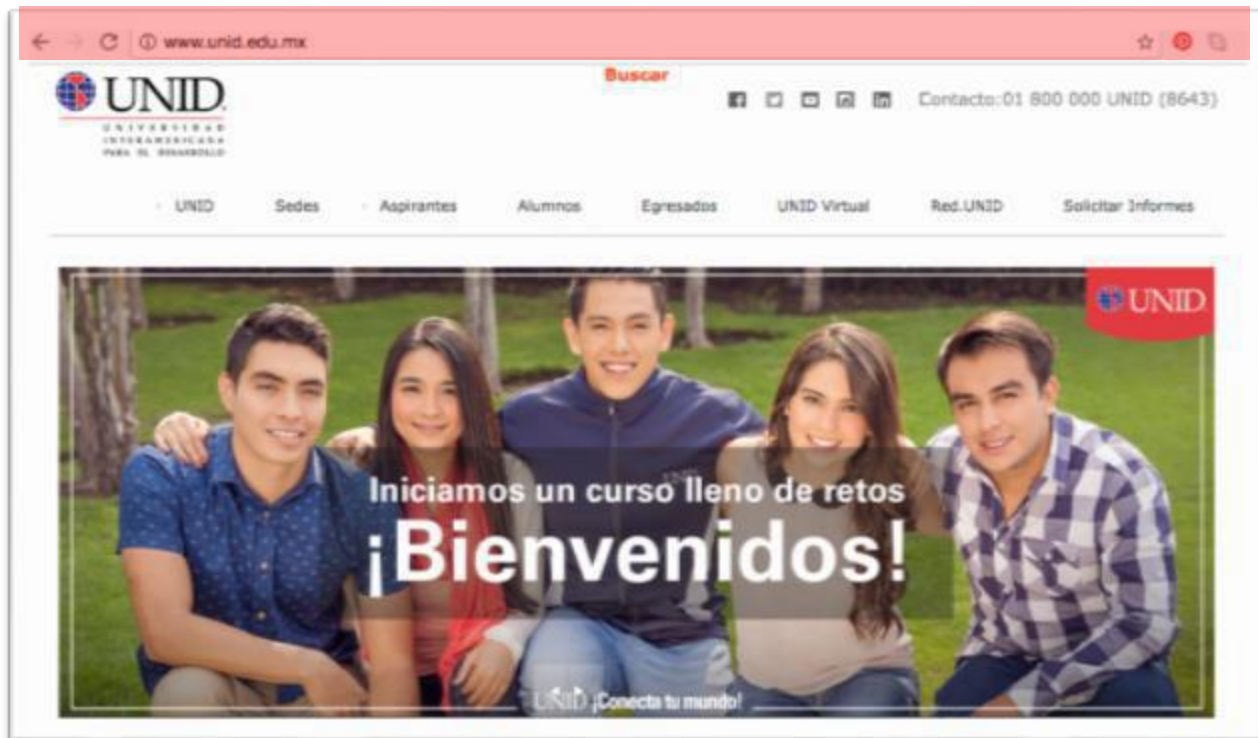 www.unid.edu.mx
Buscar
UNID
UNIVERSIDAD
INTERAMERICANA
PARA EL DESARROLLO
Contacto:01 800 000 UNID (8643)
UNID
Sedes
Aspirantes
Alumnos
Egresados
UNID Virtual
Red.UNID
Solicitar Informes
UNID
UNID
Iniciamos un curso lleno de retos
¡Bienvenidos!
UNID ¡Conecta tu mundo!